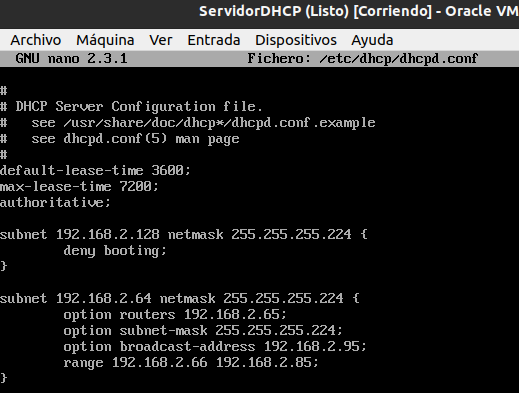 ServidorDHCP (Listo) [Corriendo] - Oracle VM
Archivo Máquina Ver Entrada Dispositivos Ayuda
GNU nano 2.3.1 Fichero: /etc/dhcp/dhcpd.conf
#
# DHCP Server Configuration file.
#   see /usr/share/doc/dhcp*/dhcpd.conf.example
#   see dhcpd.conf(5) man page
#
default-lease-time 3600;
max-lease-time 7200;
authoritative;
subnet 192.168.2.128 netmask 255.255.255.224 {
        deny booting;
}
subnet 192.168.2.64 netmask 255.255.255.224 {
        option routers 192.168.2.65;
        option subnet-mask 255.255.255.224;
        option broadcast-address 192.168.2.95;
        range 192.168.2.66 192.168.2.85;
}